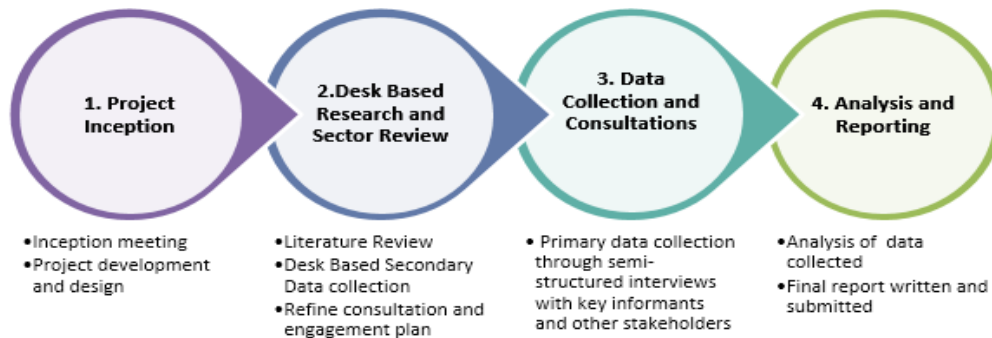 1. Project
Inception
2.Desk Based
Research and
Sector Review
3. Data
Collection and
Consultations
4. Analysis and
Reporting
•Inception meeting
•Project development
and design
•Literature Review
•Desk Based Secondary
Data collection
•Refine consultation and
engagement plan
• Primary data collection
through semi-
structured interviews
with key informants
and other stakeholders
•Analysis of data
collected
•Final report written and
submitted